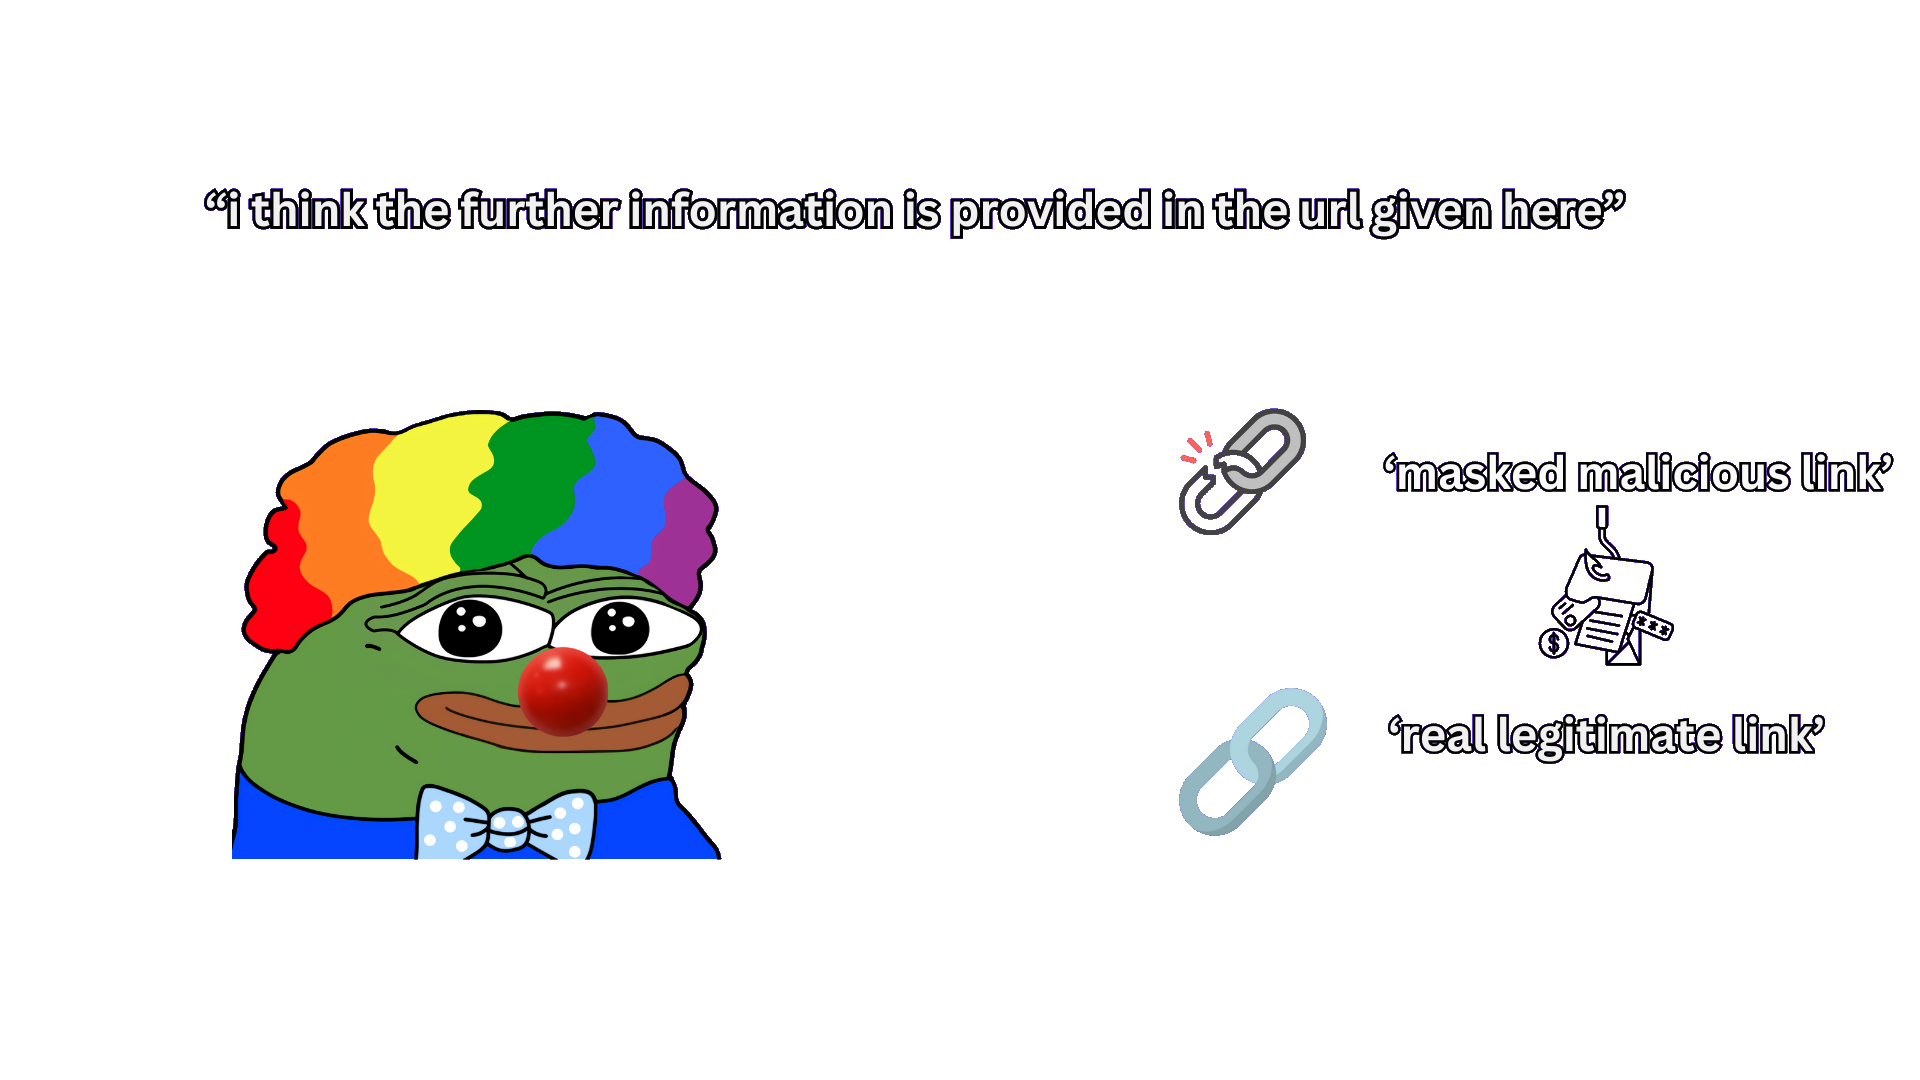 “i think the further information is provided in the url given here”
‘masked malicious link’
$
***
‘real legitimate link’